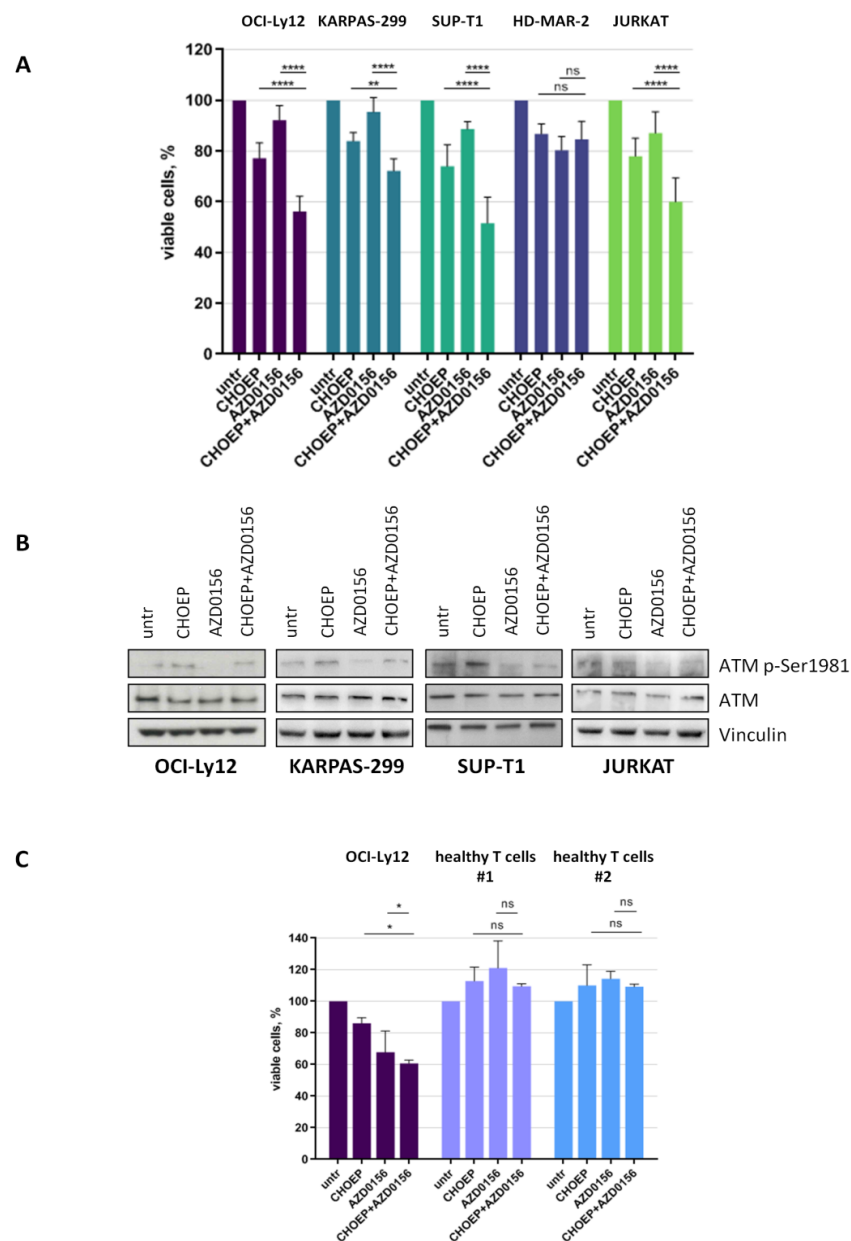 OCI-Ly12 KARPAS-299 SUP-T1 HD-MAR-2 JURKAT
A
**** **** **** ns ****
**** ** **** ns ****
viable cells, %
120
100
80
60
40
20
0
untr CHOEP AZD0156 CHOEP+AZD0156 untr CHOEP AZD0156 CHOEP+AZD0156 untr CHOEP AZD0156 CHOEP+AZD0156 untr CHOEP AZD0156 CHOEP+AZD0156 untr CHOEP AZD0156 CHOEP+AZD0156
B
untr CHOEP AZD0156 CHOEP+AZD0156 untr CHOEP AZD0156 CHOEP+AZD0156 untr CHOEP AZD0156 CHOEP+AZD0156 untr CHOEP AZD0156 CHOEP+AZD0156
ATM p-Ser1981
ATM
Vinculin
OCI-Ly12 KARPAS-299 SUP-T1 JURKAT
C
OCI-Ly12 healthy T cells healthy T cells
#1 #2
* ns ns
* ns ns
viable cells, %
140
120
100
80
60
40
20
0
untr CHOEP AZD0156 CHOEP+AZD0156 untr CHOEP AZD0156 CHOEP+AZD0156 untr CHOEP AZD0156 CHOEP+AZD0156